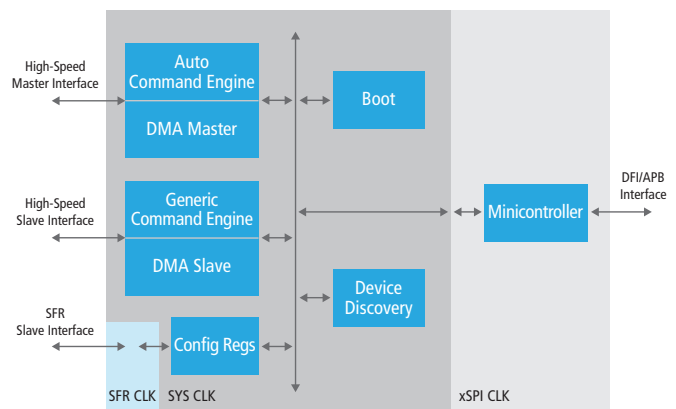 High-Speed
Master Interface
Auto
Command Engine
DMA Master
Boot
High-Speed
Slave Interface
Generic
Command Engine
DMA Slave
Minicontroller
DFI/APB
Interface
Device
Discovery
SFR
Slave Interface
Config Regs
SFR CLK
SYS CLK
xSPI CLK